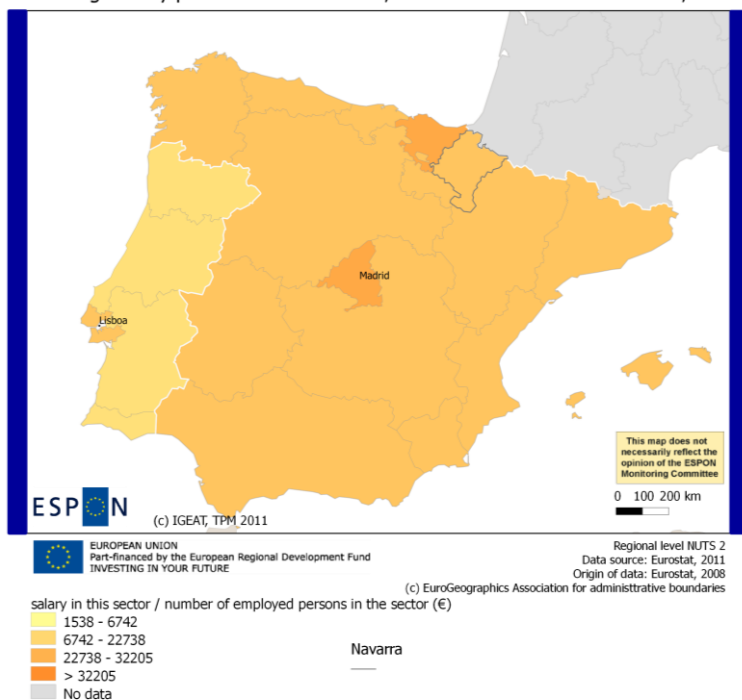 Madrid
Lisboa
This map does not
necessarily reflect the
opinion of the ESPON
Monitoring Committee
0 100 200 km
ESPON
(c) IGEAT, TPM 2011
EUROPEAN UNION
Part-financed by the European Regional Development Fund
INVESTING IN YOUR FUTURE
Regional level NUTS 2
Data source: Eurostat, 2011
Origin of data: Eurostat, 2008
(c) EuroGeographics Association for administrative boundaries
salary in this sector / number of employed persons in the sector (€)
1538 - 6742
6742 - 22738
22738 - 32205
> 32205
No data
Navarra